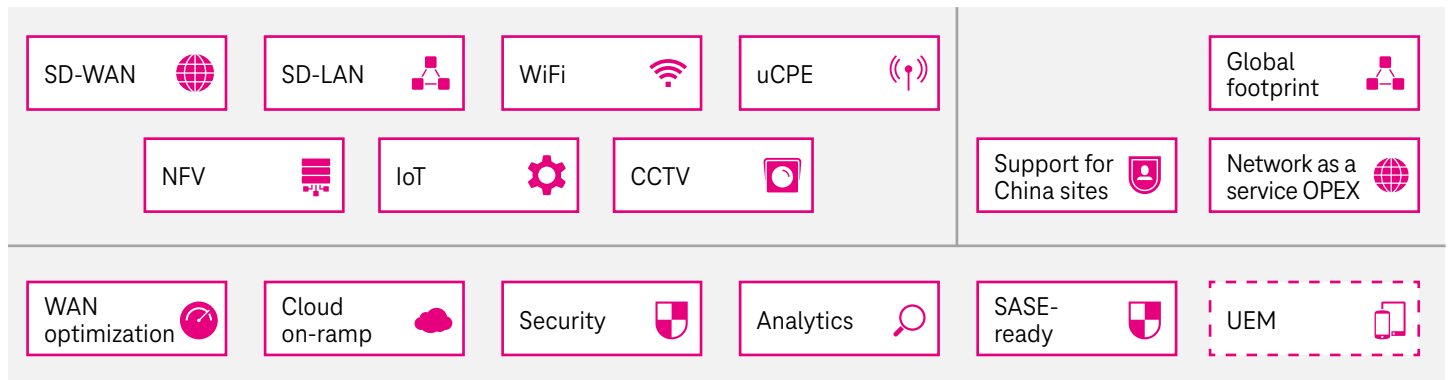 SD-WAN
SD-LAN
WiFi
uCPE
NFV
IoT
CCTV
Global
footprint
Support for
China sites
Network as a
service OPEX
WAN
optimization
Cloud
on-ramp
Security
Analytics
SASE-
ready
UEM